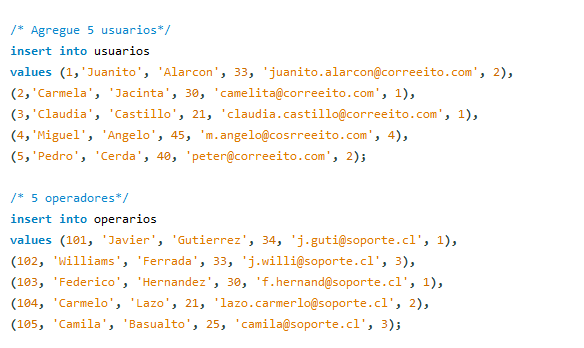 /* Agregue 5 usuarios*/
insert into usuarios
values (1,'Juanito', 'Alarcon', 33, 'juanito.alarcon@correeito.com', 2),
(2,'Carmela', 'Jacinta', 30, 'camelita@correeito.com', 1),
(3,'Claudia', 'Castillo', 21, 'claudia.castillo@correeito.com', 1),
(4,'Miguel', 'Angelo', 45, 'm.angelo@cosrreeito.com', 4),
(5,'Pedro', 'Cerda', 40, 'peter@correeito.com', 2);
/* 5 operadores*/
insert into operarios
values (101, 'Javier', 'Gutierrez', 34, 'j.guti@soporte.cl', 1),
(102, 'Williams', 'Ferrada', 33, 'j.willi@soporte.cl', 3),
(103, 'Federico', 'Hernandez', 30, 'f.hernand@soporte.cl', 1),
(104, 'Carmelo', 'Lazo', 21, 'lazo.carmerlo@soporte.cl', 2),
(105, 'Camila', 'Basualto', 25, 'camila@soporte.cl', 3);